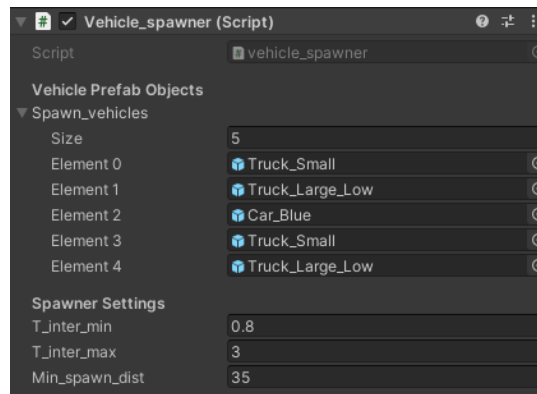 Vehicle_spawner (Script)
Script vehicle_spawner
Vehicle Prefab Objects
Spawn_vehicles
Size 5
Element 0 Truck_Small
Element 1 Truck_Large_Low
Element 2 Car_Blue
Element 3 Truck_Small
Element 4 Truck_Large_Low
Spawner Settings
T_inter_min 0.8
T_inter_max 3
Min_spawn_dist 35